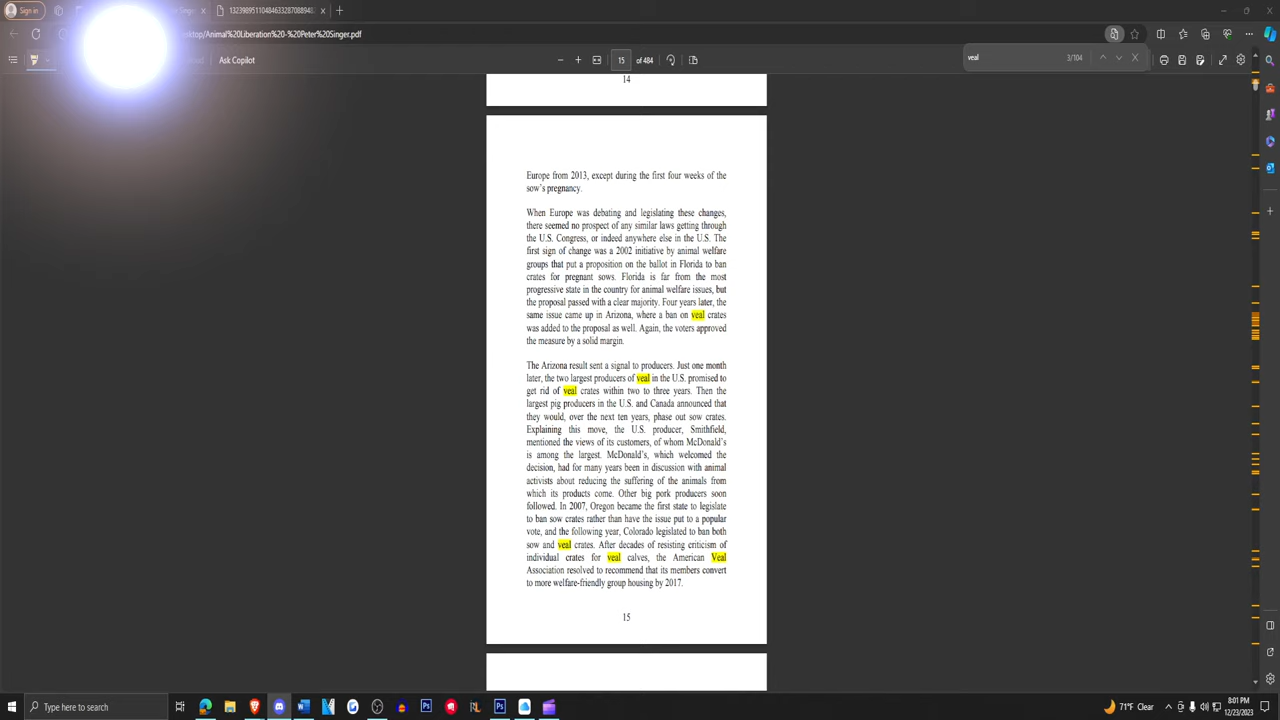 Sign in
132398951104846332870889483
sktop/Animal%20Liberation%20-%20Peter%20Singer.pdf
Ask Copilot
15 of 484
veal 3/104
14
Europe from 2013, except during the first four weeks of the
sow's pregnancy.
When Europe was debating and legislating these changes,
there seemed no prospect of any similar laws getting through
the U.S. Congress, or indeed anywhere else in the U.S. The
first sign of change was a 2002 initiative by animal welfare
groups that put a proposition on the ballot in Florida to ban
crates for pregnant sows. Florida is far from the most
progressive state in the country for animal welfare issues, but
the proposal passed with a clear majority. Four years later, the
same issue came up in Arizona, where a ban on veal crates
was added to the proposal as well. Again, the voters approved
the measure by a solid margin.
The Arizona result sent a signal to producers. Just one month
later, the two largest producers of veal in the U.S. promised to
get rid of veal crates within two to three years. Then the
largest pig producers in the U.S. and Canada announced that
they would, over the next ten years, phase out sow crates.
Explaining this move, the U.S. producer, Smithfield,
mentioned the views of its customers, of whom McDonald's
is among the largest. McDonald's, which welcomed the
decision, had for many years been in discussion with animal
activists about reducing the suffering of the animals from
which its products come. Other big pork producers soon
followed. In 2007, Oregon became the first state to legislate
to ban sow crates rather than have the issue put to a popular
vote, and the following year, Colorado legislated to ban both
sow and veal crates. After decades of resisting criticism of
individual crates for veal calves, the American Veal
Association resolved to recommend that its members convert
to more welfare-friendly group housing by 2017.
15
Type here to search
71°F Clear
8:01 PM
12/23/2023